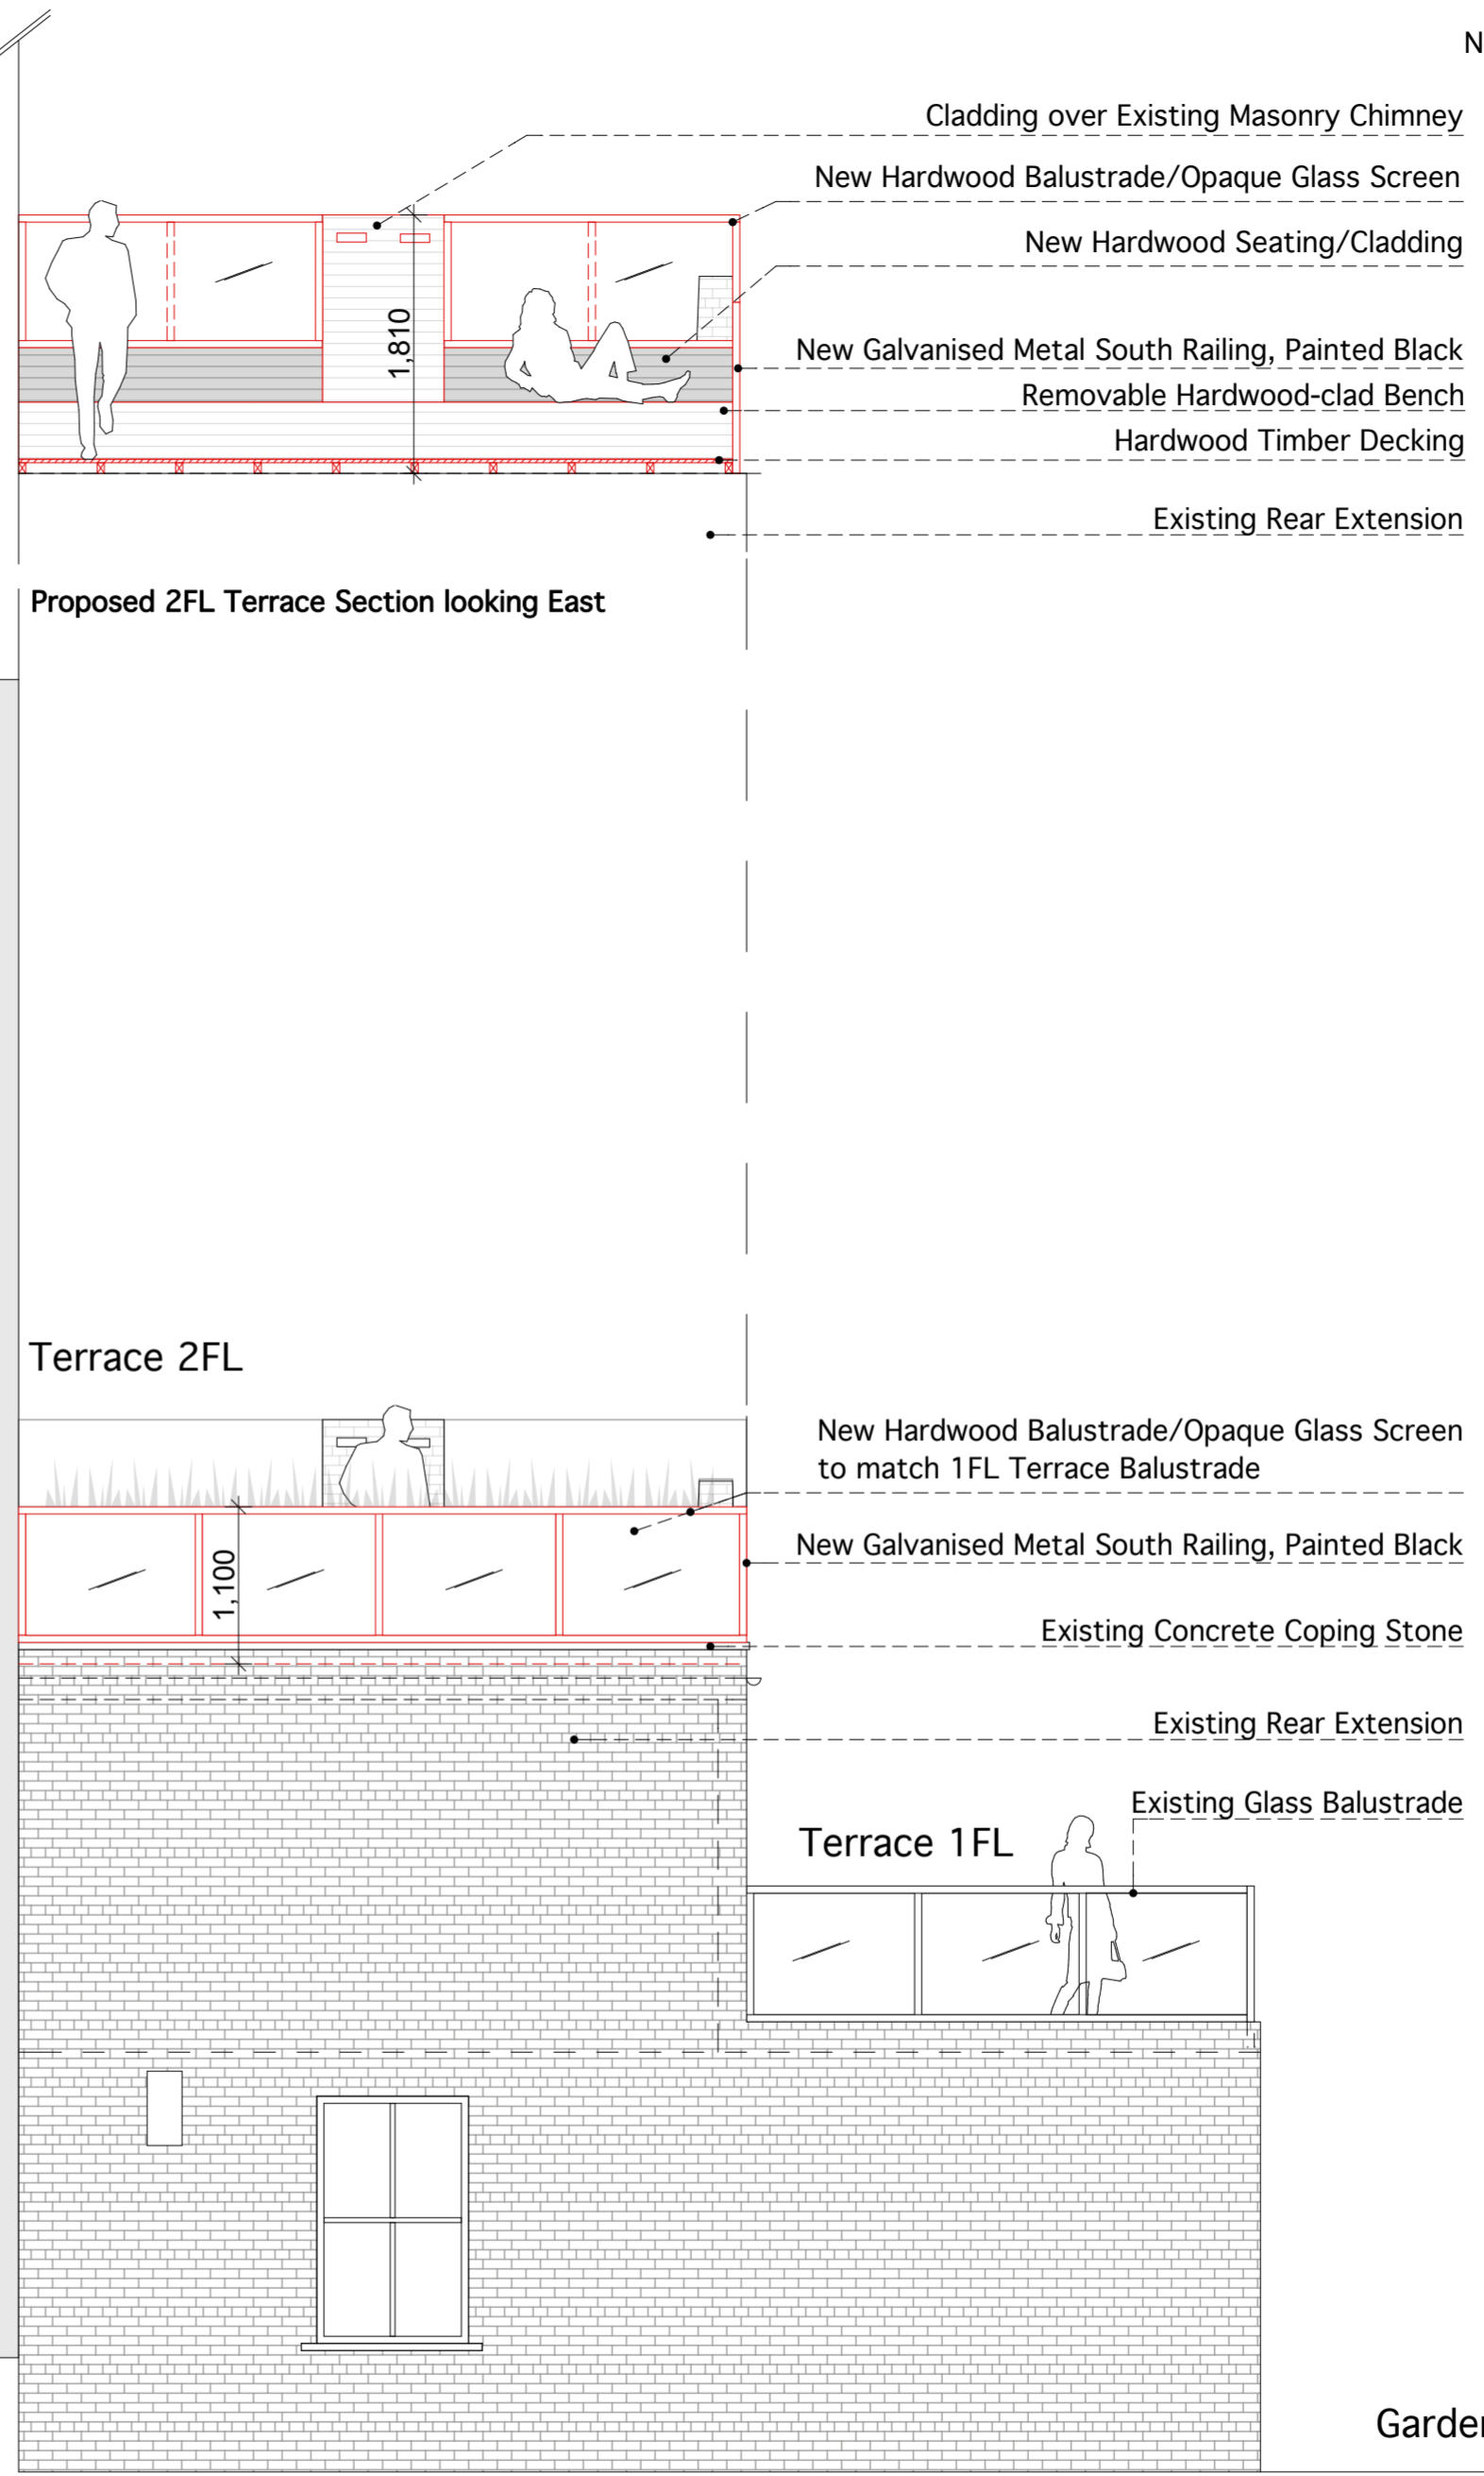 N
Cladding over Existing Masonry Chimney
New Hardwood Balustrade/Opaque Glass Screen
New Hardwood Seating/Cladding
1,810
New Galvanised Metal South Railing, Painted Black
Removable Hardwood-clad Bench
Hardwood Timber Decking
Existing Rear Extension
Proposed 2FL Terrace Section looking East
Terrace 2FL
New Hardwood Balustrade/Opaque Glass Screen
to match 1FL Terrace Balustrade
New Galvanised Metal South Railing, Painted Black
1,100
Existing Concrete Coping Stone
Existing Rear Extension
Existing Glass Balustrade
Terrace 1FL
Garden